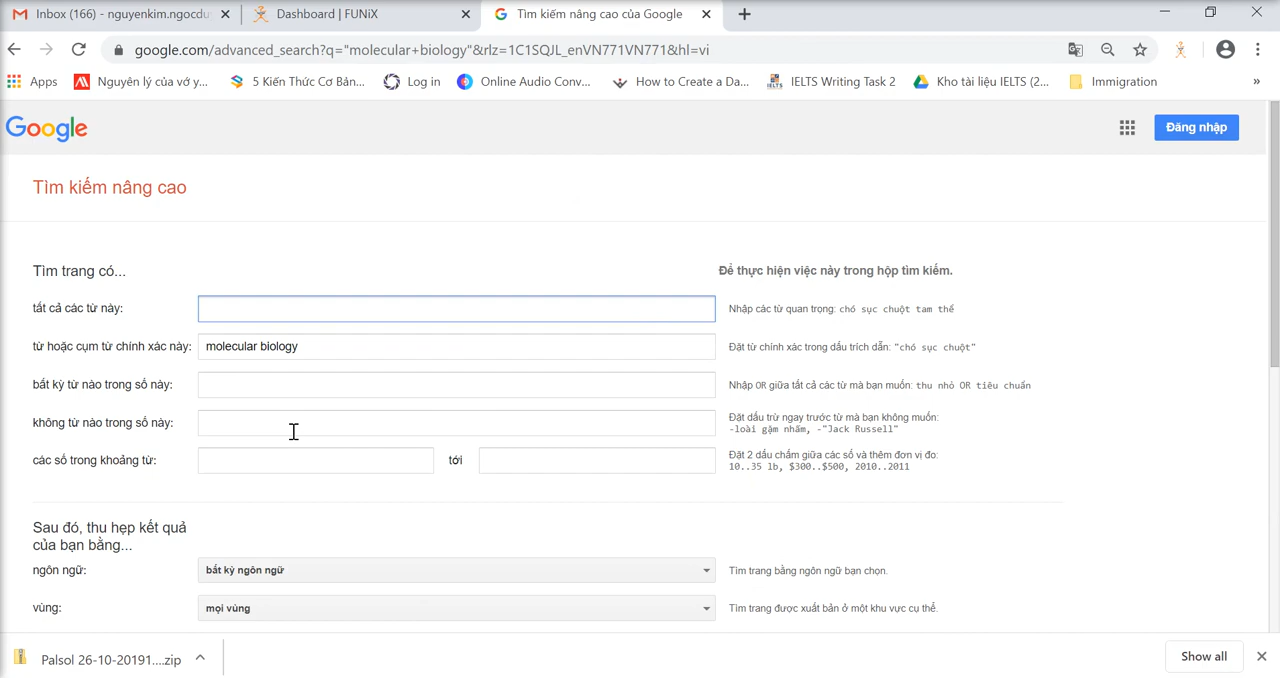 Inbox (166) - nguyenkim.ngocdu
Dashboard | FUNiX
Tìm kiếm nâng cao của Google
google.com/advanced_search?q="molecular+biology"&rlz=1C1SQJL_enVN771VN771&hl=vi
Apps
Nguyên lý của vở y...
5 Kiến Thức Cơ Bản...
Log in
Online Audio Conv...
How to Create a Da...
IELTS Writing Task 2
Kho tài liệu IELTS (2...
Immigration
»
Google
Đăng nhập
Tìm kiếm nâng cao
Tìm trang có...
Để thực hiện việc này trong hộp tìm kiếm.
tất cả các từ này:
Nhập các từ quan trọng: chó sục chuột tam thể
từ hoặc cụm từ chính xác này:
molecular biology
Đặt từ chính xác trong dấu trích dẫn: "chó sục chuột"
bất kỳ từ nào trong số này:
Nhập OR giữa tất cả các từ mà bạn muốn: thu nhỏ OR tiêu chuẩn
không từ nào trong số này:
Đặt dấu trừ ngay trước từ mà bạn không muốn:
-loài gặm nhấm, -"Jack Russell"
các số trong khoảng từ:
tới
Đặt 2 dấu chấm giữa các số và thêm đơn vị đo:
10..35 lb, $300..$500, 2010..2011
Sau đó, thu hẹp kết quả
của bạn bằng...
ngôn ngữ:
bất kỳ ngôn ngữ
Tìm trang bằng ngôn ngữ bạn chọn.
vùng:
mọi vùng
Tìm trang được xuất bản ở một khu vực cụ thể.
Palsol 26-10-20191....zip
Show all